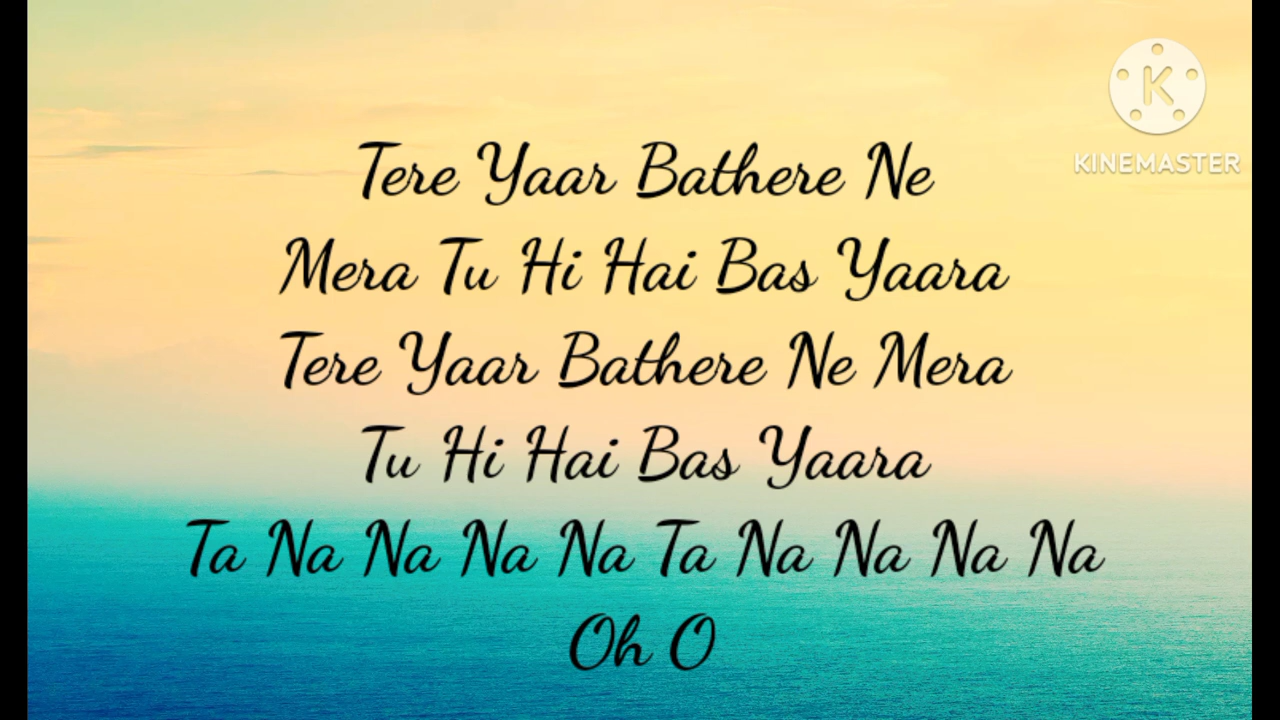 KINEMASTER
Tere Yaar Bathere Ne
Mera Tu Hi Hai Bas Yaara
Tere Yaar Bathere Ne Mera
Tu Hi Hai Bas Yaara
Ta Na Na Na Na Ta Na Na Na Na
Oh O